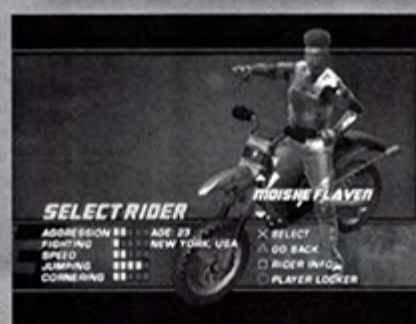 MOISHE FLAVEN
SELECT RIDER
AGGRESSION AGE: 23
FIGHTING NEW YORK, USA
SPEED
JUMPING
CORNERING
X SELECT
△ GO BACK
□ RIDER INFO
○ PLAYER LOCKER